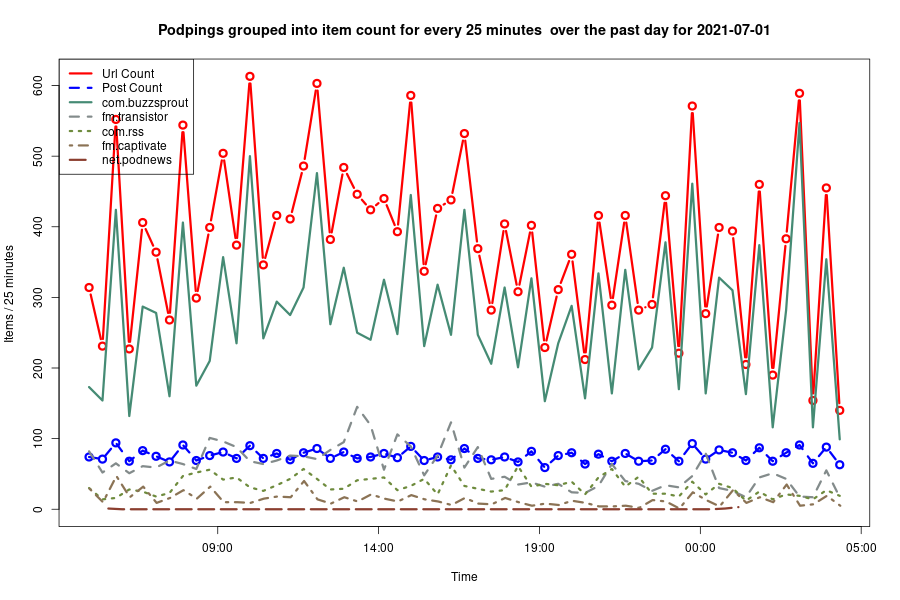 Podpings grouped into item count for every 25 minutes  over the past day for 2021-07-01
Url Count
Post Count
com.buzzsprout
fm.transistor
com.rss
fm.captivate
net.podnews
Items / 25 minutes
600
500
400
300
200
100
0
09:00 14:00 19:00 00:00 05:00
Time